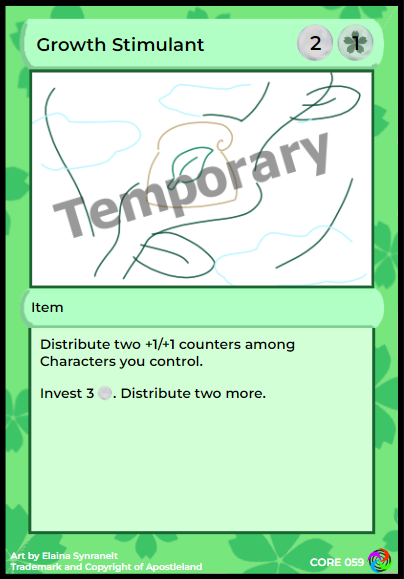 Growth Stimulant 2 1
Temporary
Item
Distribute two +1/+1 counters among
Characters you control.
Invest 3 . Distribute two more.
Art by Elaina Synranelt
Trademark and Copyright of Apostleland
CORE 059